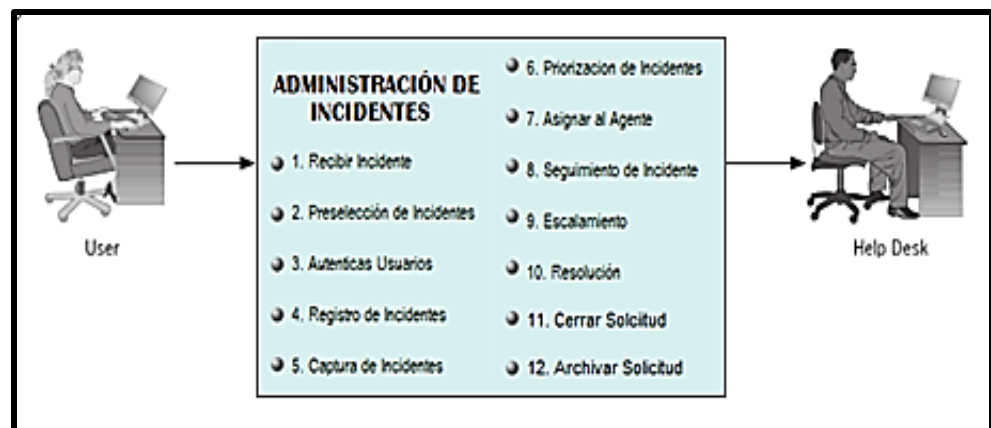 ADMINISTRACIÓN DE
INCIDENTES
1. Recibir Incidente
2. Preselección de Incidentes
3. Autenticas Usuarios
4. Registro de Incidentes
5. Captura de Incidentes
6. Priorizacion de Incidentes
7. Asignar al Agente
8. Seguimiento de Incidente
9. Escalamiento
10. Resolución
11. Cerrar Solcitud
12. Archivar Solicitud
User
Help Desk